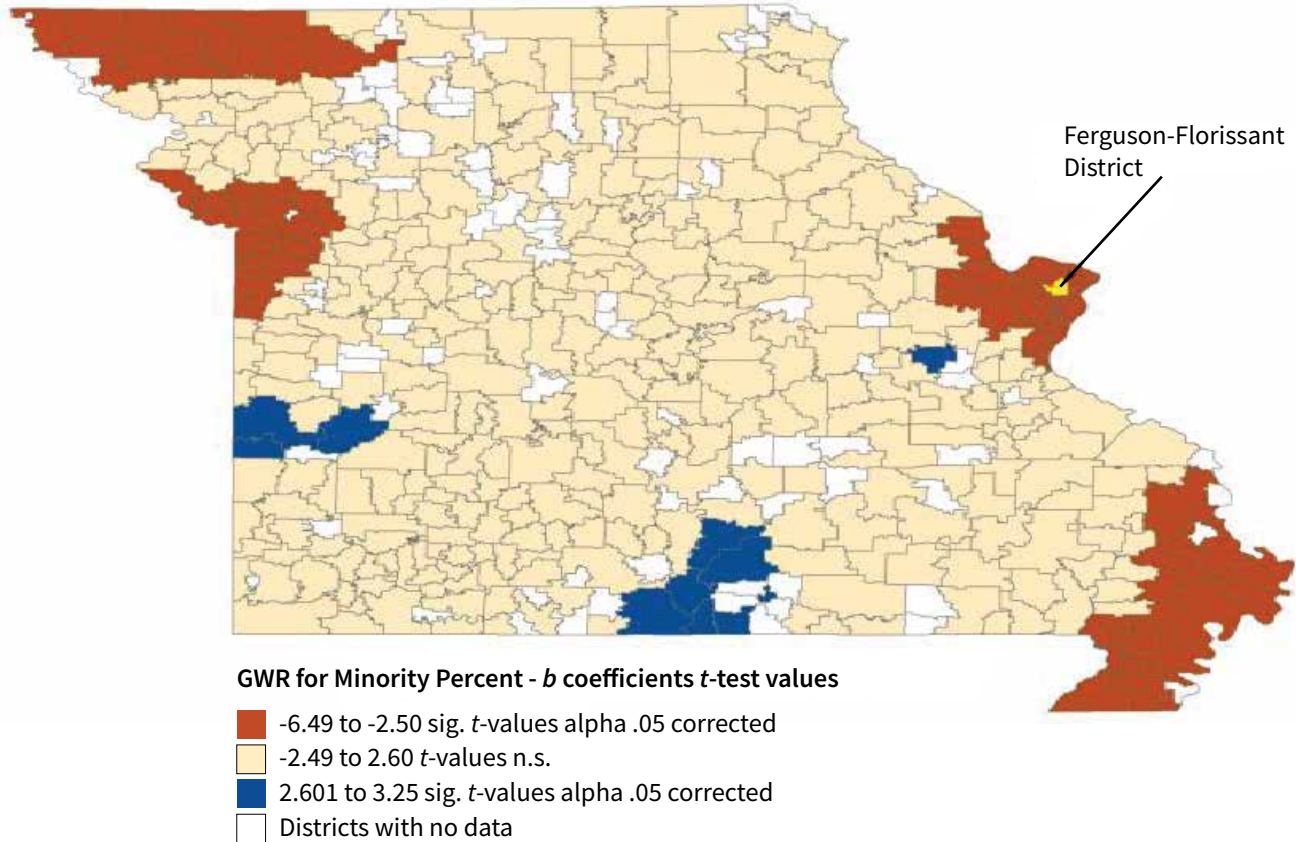 Ferguson-Florissant
District
GWR for Minority Percent - b coefficients t-test values
-6.49 to -2.50 sig. t-values alpha .05 corrected
-2.49 to 2.60 t-values n.s.
2.601 to 3.25 sig. t-values alpha .05 corrected
Districts with no data